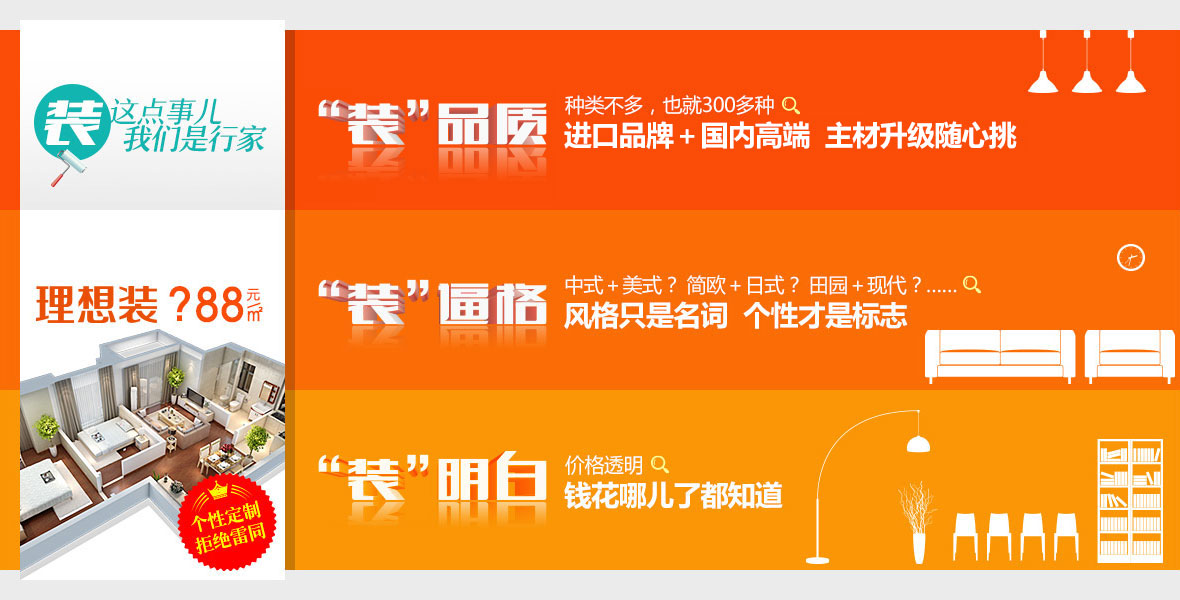 装这点事儿
我们是行家
理想装?88元/㎡
个性定制
拒绝雷同
“装”品质
种类不多，也就300多种
进口品牌+国内高端 主材升级随心挑
“装”逼格
中式+美式? 简欧+日式? 田园+现代?......
风格只是名词 个性才是标志
“装”明白
价格透明
钱花哪儿了都知道